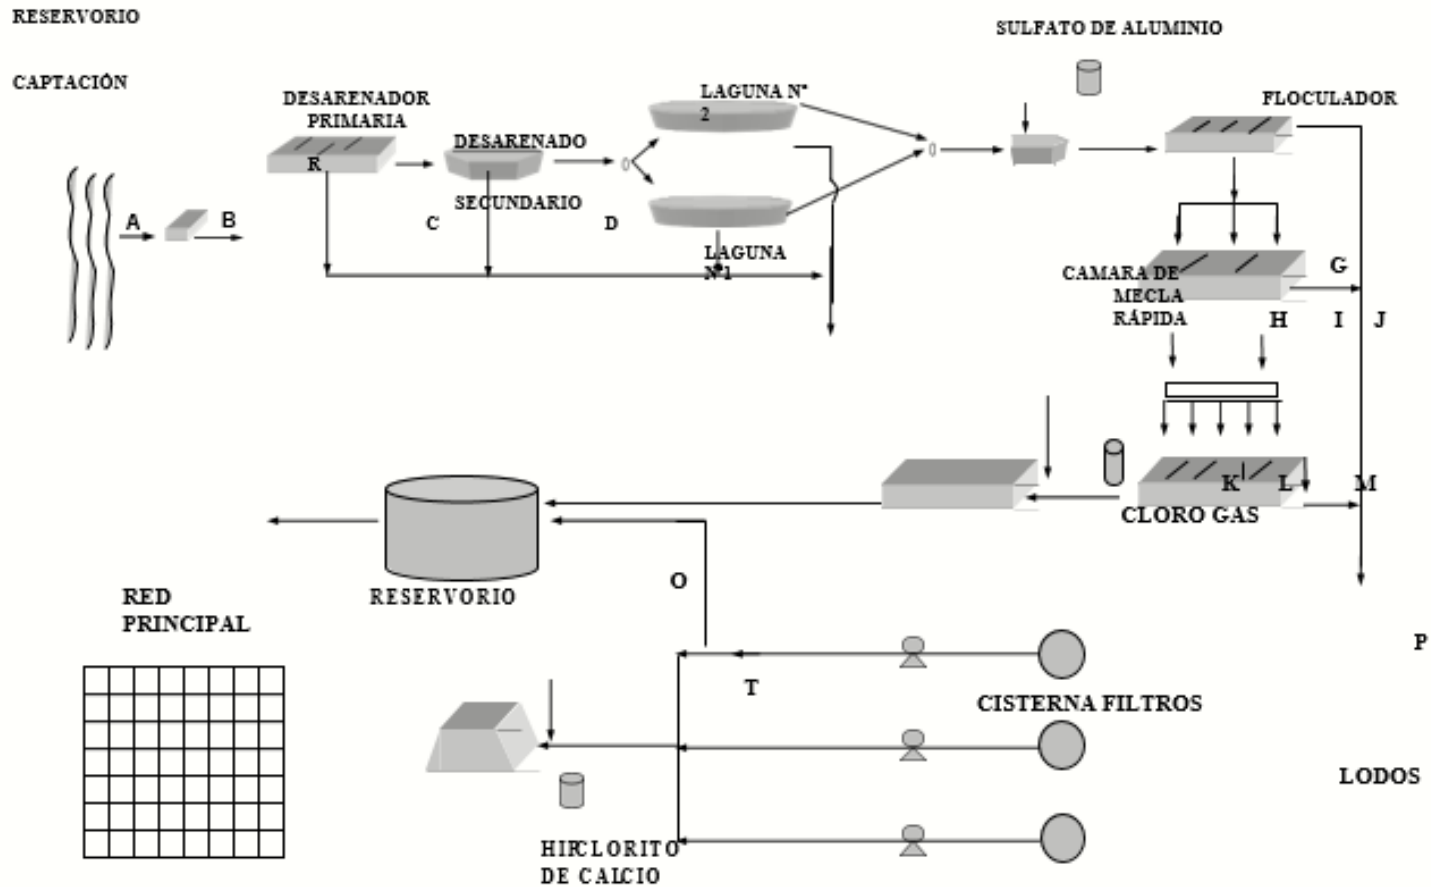 RESERVORIO
SULFATO DE ALUMINIO
CAPTACIÓN
DESARENADOR
PRIMARIA
R
DESARENADO
SECUNDARIO
LAGUNA N°
2
FLOCULADOR
A
B
C
D
LAGUNA
N°1
CAMARA DE
MECLA
RÁPIDA
G
H I J
K L M
CLORO GAS
O
RESERVORIO
RED
PRINCIPAL
P
T
CISTERNA FILTROS
LODOS
HIPCLORITO
DE CALCIO